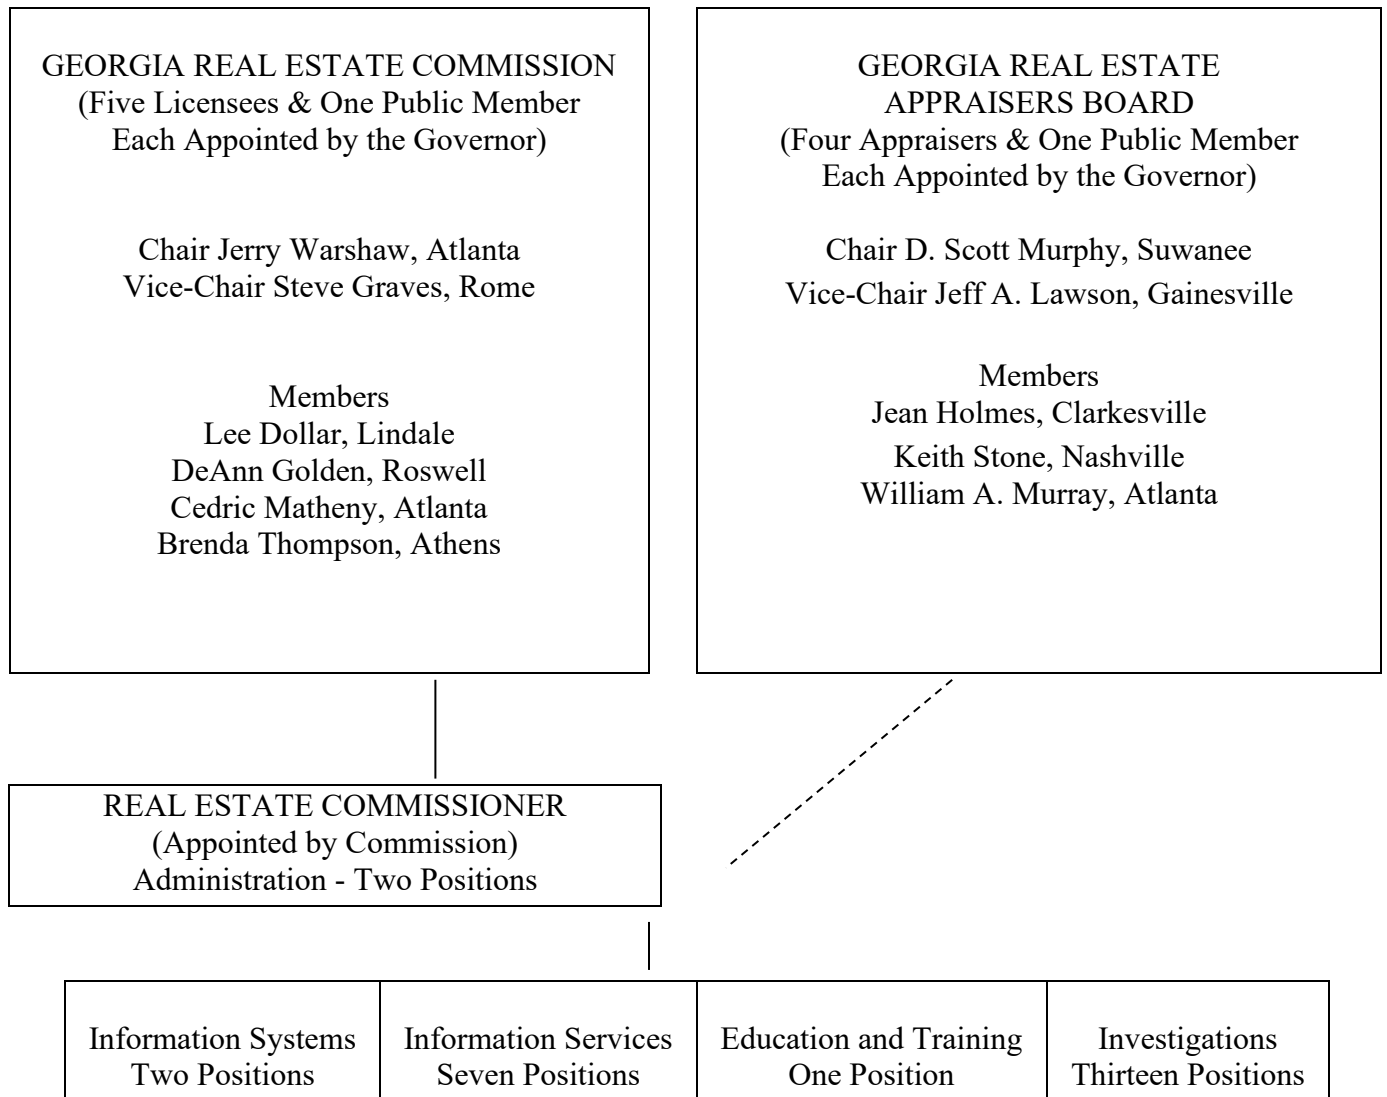 GEORGIA REAL ESTATE COMMISSION
(Five Licensees & One Public Member
Each Appointed by the Governor)
Chair Jerry Warshaw, Atlanta
Vice-Chair Steve Graves, Rome
Members
Lee Dollar, Lindale
DeAnn Golden, Roswell
Cedric Matheny, Atlanta
Brenda Thompson, Athens
GEORGIA REAL ESTATE
APPRAISERS BOARD
(Four Appraisers & One Public Member
Each Appointed by the Governor)
Chair D. Scott Murphy, Suwanee
Vice-Chair Jeff A. Lawson, Gainesville
Members
Jean Holmes, Clarkesville
Keith Stone, Nashville
William A. Murray, Atlanta
REAL ESTATE COMMISSIONER
(Appointed by Commission)
Administration - Two Positions
Information Systems
Two Positions
Information Services
Seven Positions
Education and Training
One Position
Investigations
Thirteen Positions